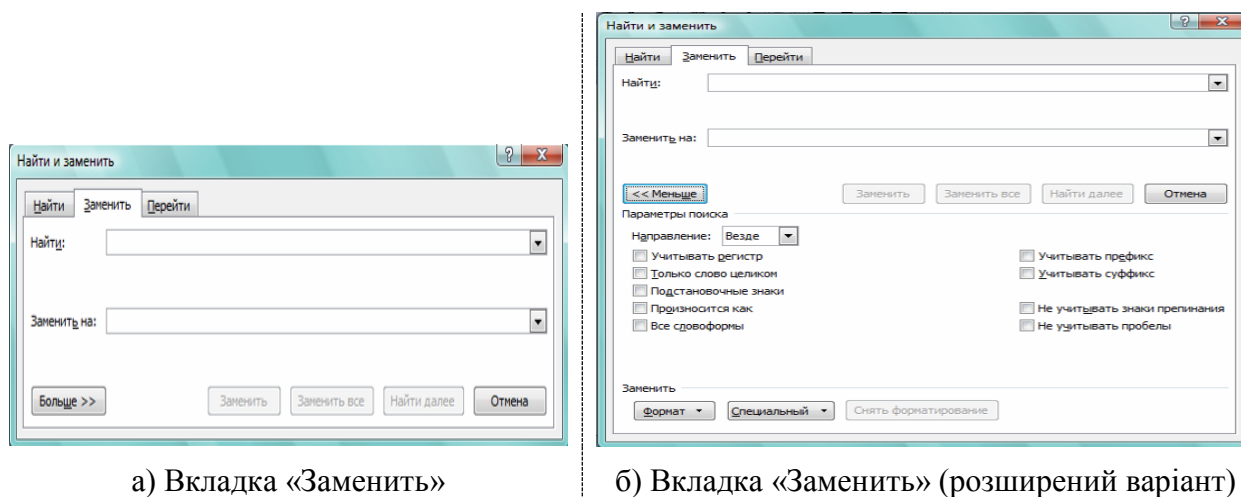 Найти и заменить
Найти Заменить Перейти
Найти:
Заменить на:
Больше >> Заменить Заменить все Найти далее Отмена
а) Вкладка «Заменить»
Найти и заменить
Найти Заменить Перейти
Найти:
Заменить на:
<< Меньше Заменить Заменить все Найти далее Отмена
Параметры поиска
Направление: Везде
Учитывать регистр Учитывать префикс
Только слово целиком Учитывать суффикс
Подстановочные знаки
Произносится как Не учитывать знаки препинания
Все словоформы Не учитывать пробелы
Заменить
Формат Специальный Снять форматирование
б) Вкладка «Заменить» (розширений варіант)